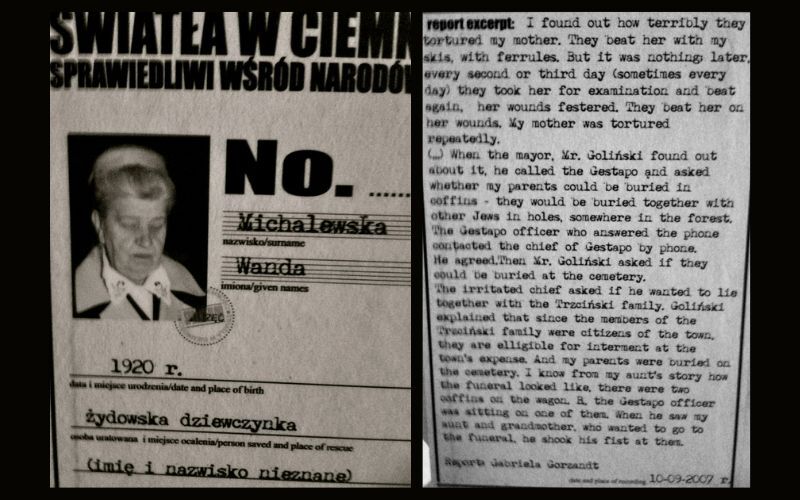 ŚWIATŁA W CIEMN
SPRAWIEDLIWI WŚRÓD NARODÓW
No. ......
Michalewska
nazwisko/surname
Wanda
imiona/given names
1920 r.
data i miejsce urodzenia/date and place of birth
żydowska dziewczynka
osoba uratowana i miejsce ocalenia/person saved and place of rescue
(imię i nazwisko nieznane)
report excerpt: I found out how terribly they
tortured my mother. They beat her with my
skis, with ferrules. But it was nothing; later,
every second or third day (sometimes every
day) they took her for examination and beat
again, her wounds festered. They beat her on
her wounds. My mother was tortured
repeatedly.
(…) When the mayor, Mr. Goliński found out
about it, he called the Gestapo and asked
whether my parents could be buried in
coffins - they would be buried together with
other Jews in holes, somewhere in the forest.
The Gestapo officer who answered the phone
contacted the chief of Gestapo by phone.
He agreed.Then Mr. Goliński asked if they
could be buried at the cemetery.
The irritated chief asked if he wanted to lie
together with the Trzciński family. Goliński
explained that since the members of the
Trzciński family were citizens of the town,
they are elligible for interment at the
town's expense. And my parents were buried on
the cemetery. I know from my aunt's story how
the funeral looked like, there were two
coffins on the wagon. R, the Gestapo officer
was sitting on one of them. When he saw my
aunt and grandmother, who wanted to go to
the funeral, he shook his fist at them.
Report: Gabriela Gorzandt
date and place of recording 10-09-2007 r.